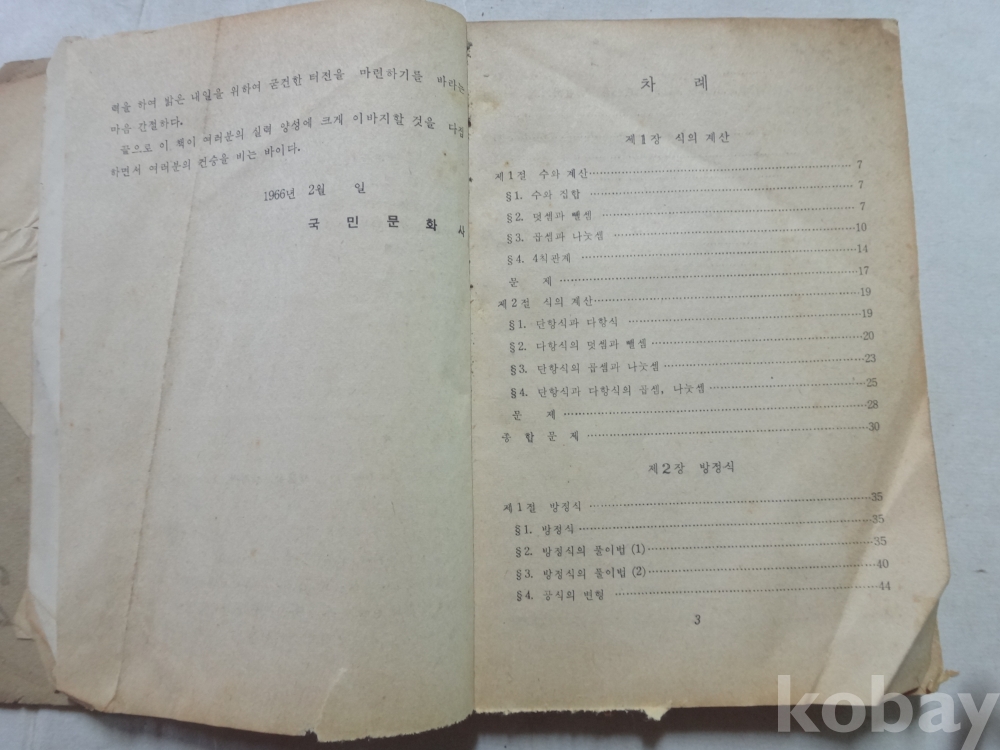 력을 하여 밝은 내일을 위하여 굳건한 터전을 마련하기를 바라는
마음 간절하다.
끝으로 이 책이 여러분의 실력 양성에 크게 이바지할 것을 다짐
하면서 여러분의 건승을 비는 바이다.
1966년 2월 일
국 민 문 화 사
차 례
제1장 식의 계산
제1절 수와 계산 7
§1. 수와 집합 7
§2. 덧셈과 뺄셈 7
§3. 곱셈과 나눗셈 10
§4. 4칙관계 14
문 제 17
제2절 식의 계산 19
§1. 단항식과 다항식 19
§2. 다항식의 덧셈과 뺄셈 20
§3. 단항식의 곱셈과 나눗셈 23
§4. 단항식과 다항식의 곱셈, 나눗셈 25
문 제 28
종 합 문 제 30
제2장 방정식
제1절 방정식 35
§1. 방정식 35
§2. 방정식의 풀이법 (1) 35
§3. 방정식의 풀이법 (2) 40
§4. 공식의 변형 44
3
kobay